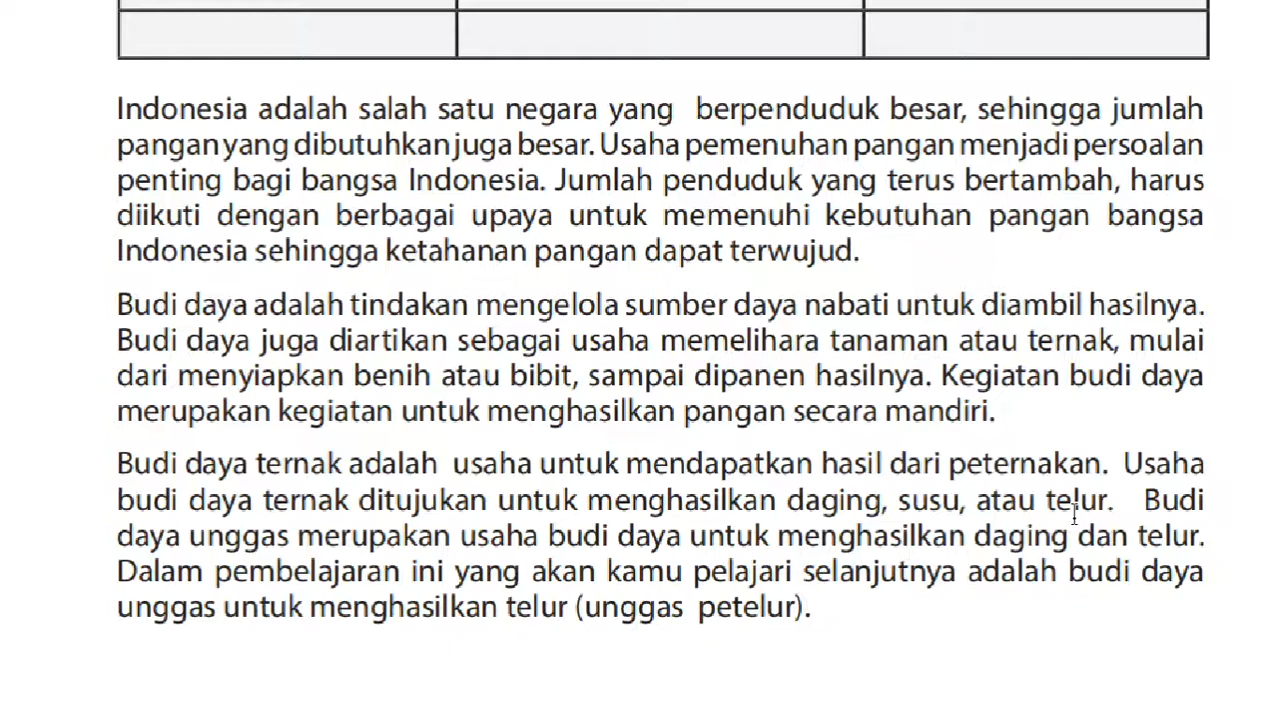 Indonesia adalah salah satu negara yang berpenduduk besar, sehingga jumlah
pangan yang dibutuhkan juga besar. Usaha pemenuhan pangan menjadi persoalan
penting bagi bangsa Indonesia. Jumlah penduduk yang terus bertambah, harus
diikuti dengan berbagai upaya untuk memenuhi kebutuhan pangan bangsa
Indonesia sehingga ketahanan pangan dapat terwujud.
Budi daya adalah tindakan mengelola sumber daya nabati untuk diambil hasilnya.
Budi daya juga diartikan sebagai usaha memelihara tanaman atau ternak, mulai
dari menyiapkan benih atau bibit, sampai dipanen hasilnya. Kegiatan budi daya
merupakan kegiatan untuk menghasilkan pangan secara mandiri.
Budi daya ternak adalah usaha untuk mendapatkan hasil dari peternakan. Usaha
budi daya ternak ditujukan untuk menghasilkan daging, susu, atau telur. Budi
daya unggas merupakan usaha budi daya untuk menghasilkan daging dan telur.
Dalam pembelajaran ini yang akan kamu pelajari selanjutnya adalah budi daya
unggas untuk menghasilkan telur (unggas petelur).